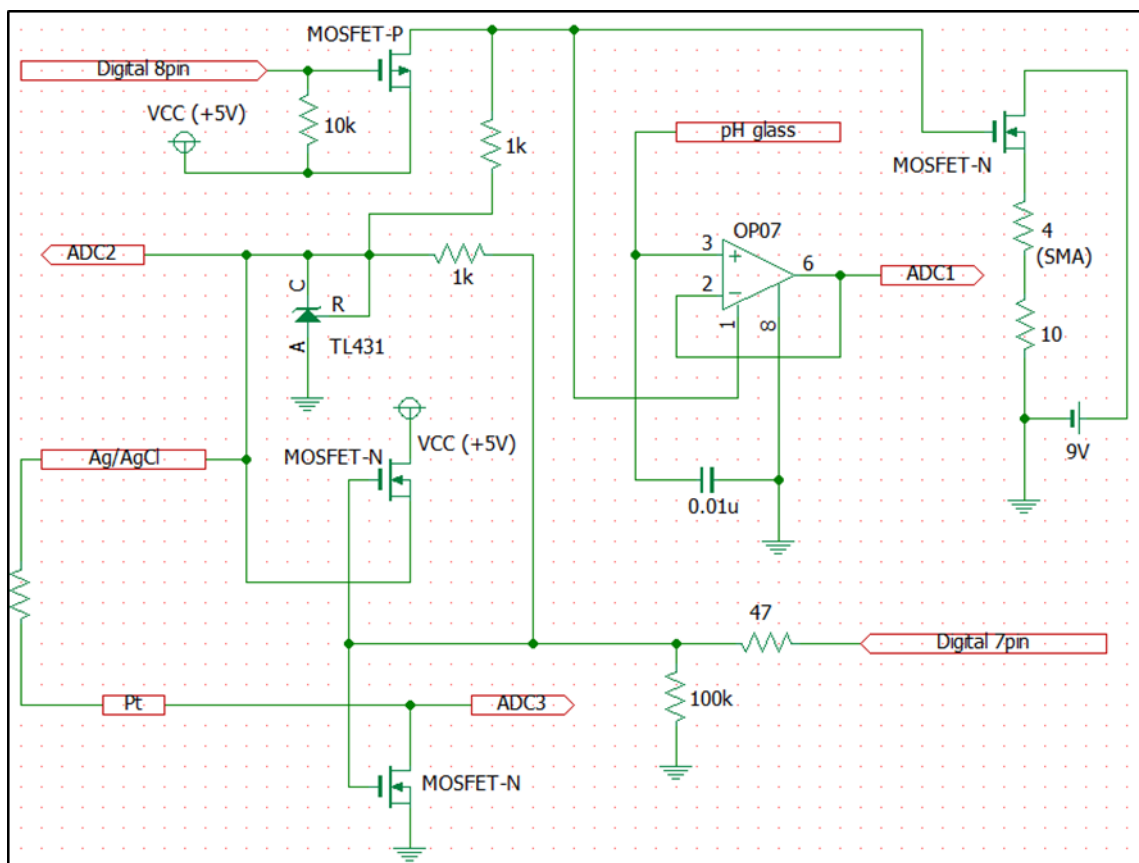 MOSFET-P
Digital 8pin
VCC (+5V)
10k
1k
pH glass
MOSFET-N
ADC2
1k
OP07
3
2
6
1
8
ADC1
4
(SMA)
10
C
R
A
TL431
VCC (+5V)
MOSFET-N
Ag/AgCl
0.01u
9V
47
Digital 7pin
100k
Pt
ADC3
MOSFET-N